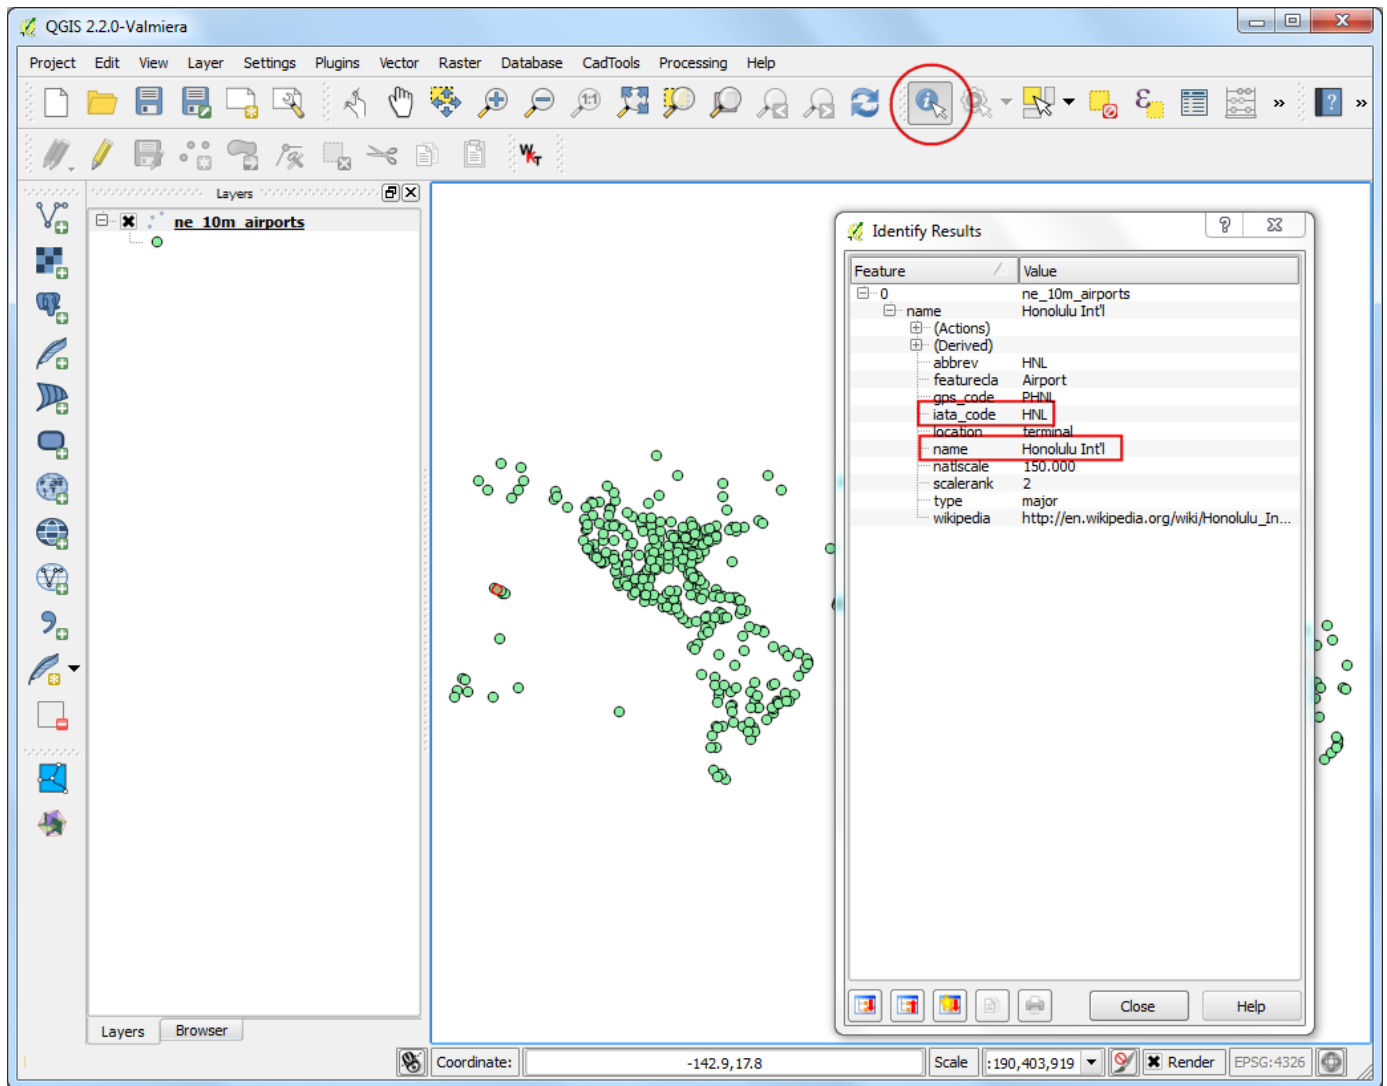 QGIS 2.2.0-Valmiera
Project Edit View Layer Settings Plugins Vector Raster Database CadTools Processing Help
1:1
ε
»
?
»
WKT
Layers
ne_10m_airports
Identify Results
Feature Value
0 ne_10m_airports
name Honolulu Int'l
(Actions)
(Derived)
abbrev HNL
featurecla Airport
gps_code PHNL
iata_code HNL
location terminal
name Honolulu Int'l
natlscale 150.000
scalerank 2
type major
wikipedia http://en.wikipedia.org/wiki/Honolulu_In...
Close Help
Layers Browser
Coordinate: -142.9,17.8 Scale :190,403,919 Render EPSG:4326